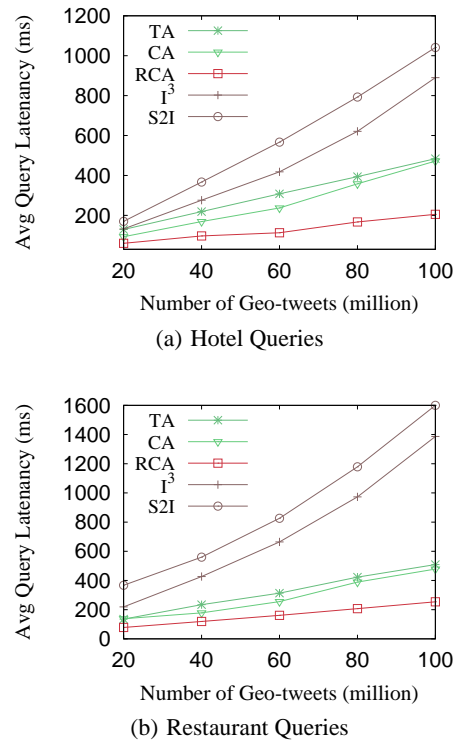 1200
1000
800
600
400
200
Avg Query Latenancy (ms)
TA
CA
RCA
I³
S2I
20 40 60 80 100
Number of Geo-tweets (million)
(a) Hotel Queries
1600
1400
1200
1000
800
600
400
200
0
Avg Query Latenancy (ms)
TA
CA
RCA
I³
S2I
20 40 60 80 100
Number of Geo-tweets (million)
(b) Restaurant Queries